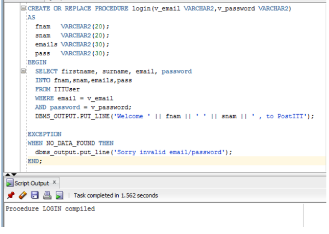 CREATE OR REPLACE PROCEDURE login(v_email VARCHAR2,v_password VARCHAR2)
AS
fnam VARCHAR2(20);
snam VARCHAR2(20);
emails VARCHAR2(30);
pass VARCHAR2(30);
BEGIN
SELECT firstname, surname, email, password
INTO fnam,snam,emails,pass
FROM ITTUser
WHERE email = v_email
AND password = v_password;
DBMS_OUTPUT.PUT_LINE('Welcome ' || fnam || ' ' || snam || ' , to PostITT');
EXCEPTION
WHEN NO_DATA_FOUND THEN
dbms_output.put_line('Sorry invalid email/password');
END;
Script Output ×
Task completed in 1.562 seconds
Procedure LOGIN compiled